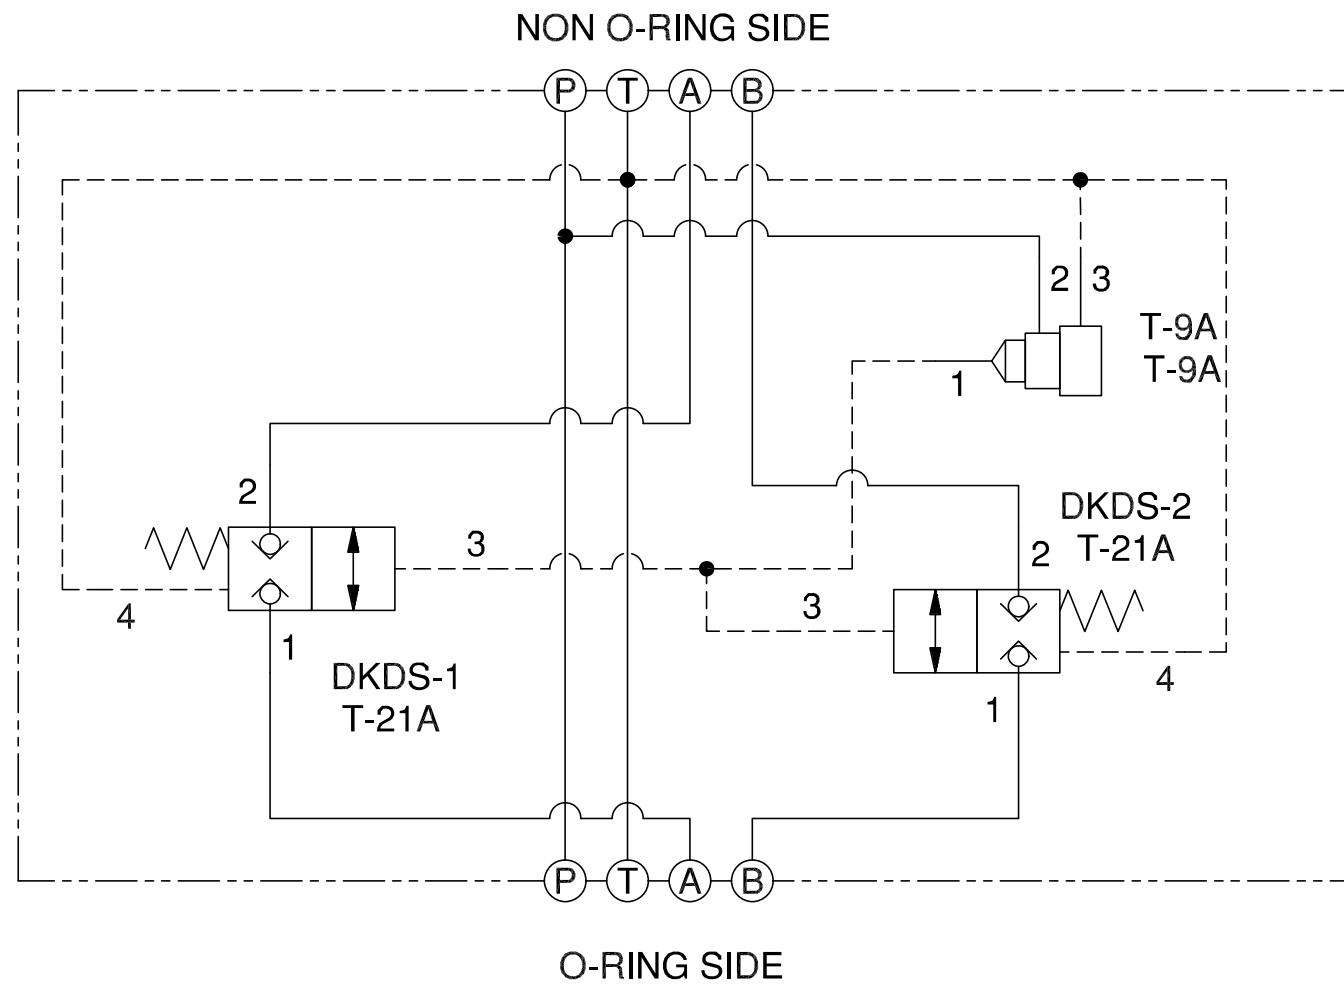 NON O-RING SIDE
P T A B
2 3
T-9A
T-9A
1
2
3
DKDS-2
T-21A
2
3
4
1
4
1
DKDS-1
T-21A
P T A B
O-RING SIDE